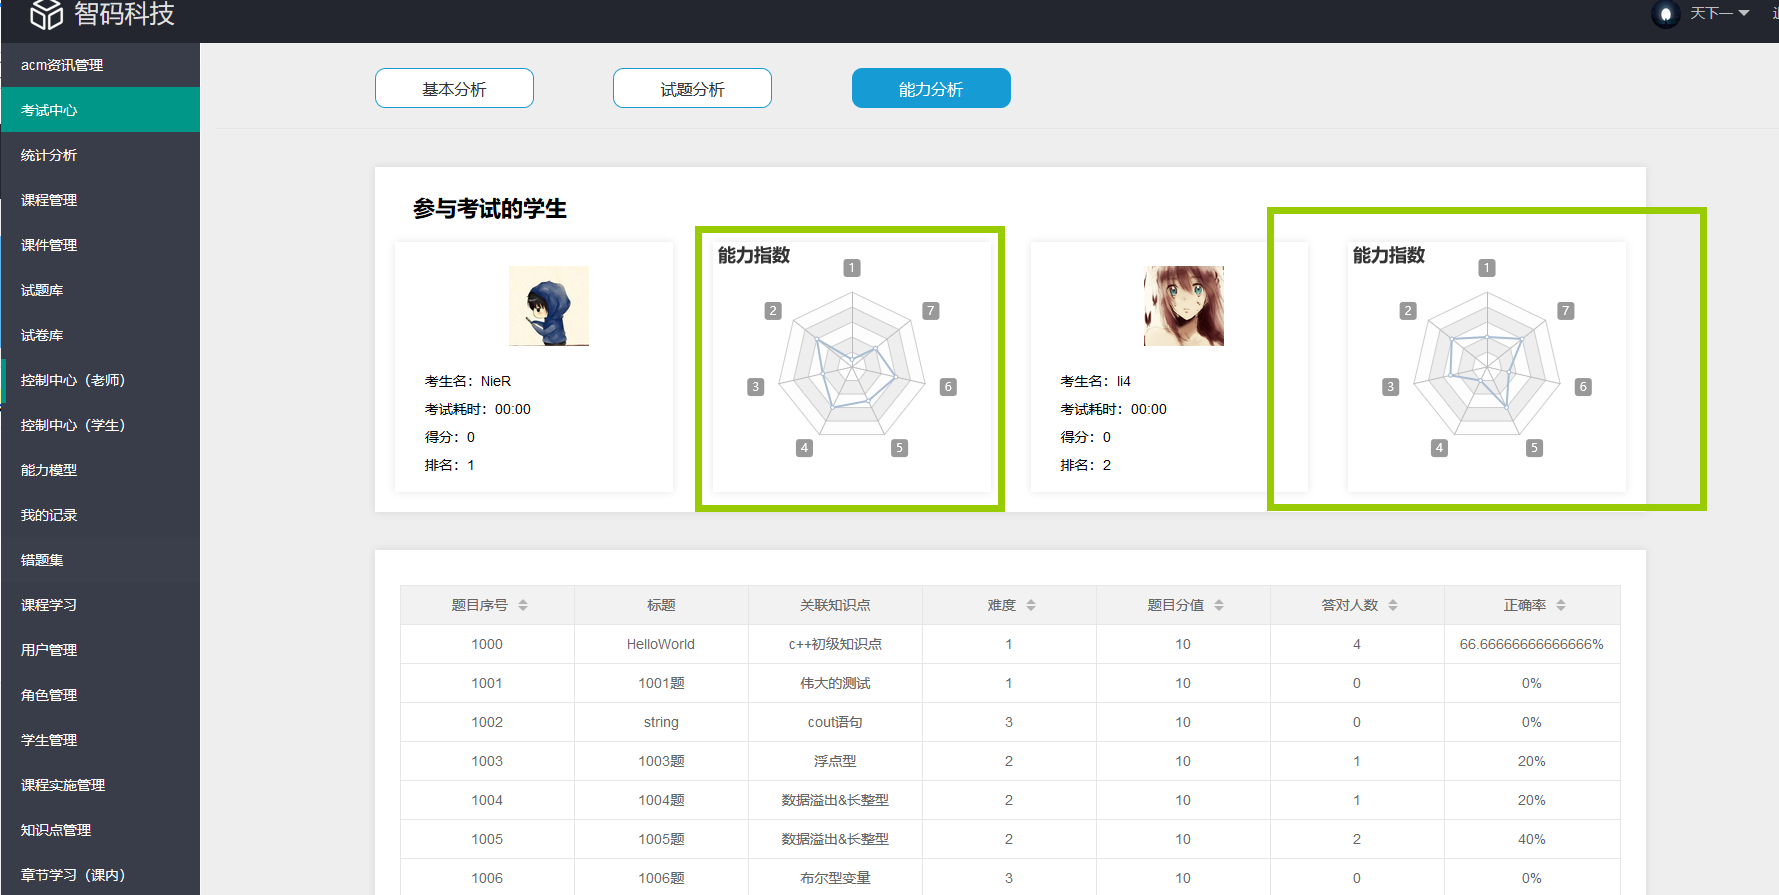 智码科技
天下一
acm资讯管理
考试中心
统计分析
课程管理
课件管理
试题库
试卷库
控制中心（老师）
控制中心（学生）
能力模型
我的记录
错题集
课程学习
用户管理
角色管理
学生管理
课程实施管理
知识点管理
章节学习（课内）
基本分析 试题分析 能力分析
参与考试的学生
考生名：NieR
考试耗时：00:00
得分：0
排名：1
能力指数
1
2 7
3 6
4 5
考生名：li4
考试耗时：00:00
得分：0
排名：2
能力指数
1
2 7
3 6
4 5
题目序号 标题 关联知识点 难度 题目分值 答对人数 正确率
1000 HelloWorld c++初级知识点 1 10 4 66.66666666666666%
1001 1001题 伟大的测试 1 10 0 0%
1002 string cout语句 3 10 0 0%
1003 1003题 浮点型 2 10 1 20%
1004 1004题 数据溢出&长整型 2 10 1 20%
1005 1005题 数据溢出&长整型 2 10 2 40%
1006 1006题 布尔型变量 3 10 0 0%